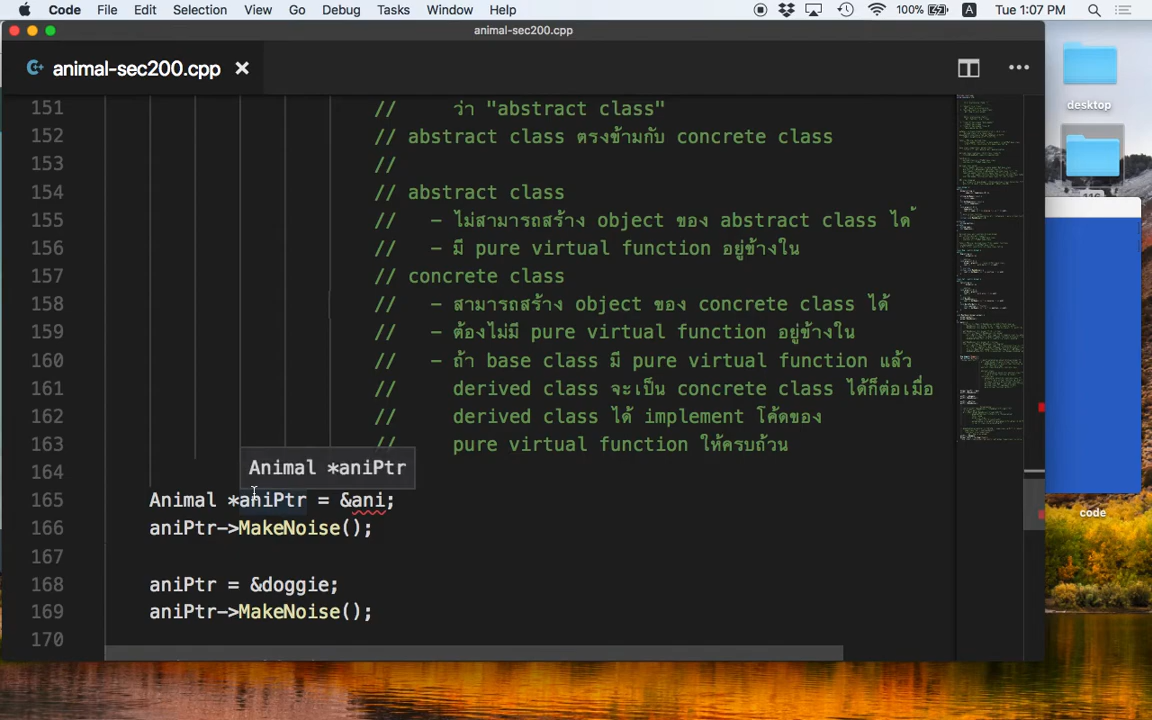 Code File Edit Selection View Go Debug Tasks Window Help 100% A Tue 1:07 PM
animal-sec200.cpp
animal-sec200.cpp
desktop
151 // ว่า "abstract class"
152 // abstract class ตรงข้ามกับ concrete class
153 //
154 // abstract class
155 // – ไม่สามารถสร้าง object ของ abstract class ได้
156 // – มี pure virtual function อยู่ข้างใน
157 // concrete class
158 // – สามารถสร้าง object ของ concrete class ได้
159 // – ต้องไม่มี pure virtual function อยู่ข้างใน
160 // – ถ้า base class มี pure virtual function แล้ว
161 // derived class จะเป็น concrete class ได้ก็ต่อเมื่อ
162 // derived class ได้ implement โค้ดของ
163 // pure virtual function ให้ครบถ้วน
Animal *aniPtr
164
165 Animal *aniPtr = &ani;
166 aniPtr->MakeNoise();
code
167
168 aniPtr = &doggie;
169 aniPtr->MakeNoise();
170